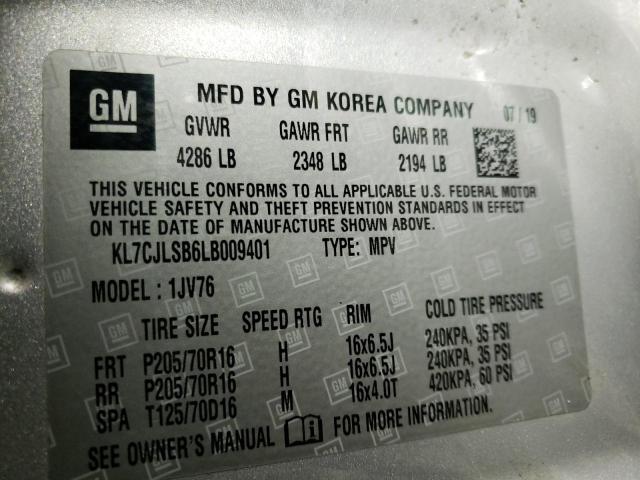 GM MFD BY GM KOREA COMPANY 07 / 19
GVWR GAWR FRT GAWR RR
4286 LB 2348 LB 2194 LB
THIS VEHICLE CONFORMS TO ALL APPLICABLE U.S. FEDERAL MOTOR
VEHICLE SAFETY AND THEFT PREVENTION STANDARDS IN EFFECT
ON THE DATE OF MANUFACTURE SHOWN ABOVE.
KL7CJLSB6LB009401 TYPE: MPV
MODEL : 1JV76
TIRE SIZE SPEED RTG RIM COLD TIRE PRESSURE
FRT P205/70R16 H 16x6.5J 240KPA, 35 PSI
RR P205/70R16 H 16x6.5J 240KPA, 35 PSI
SPA T125/70D16 M 16x4.0T 420KPA, 60 PSI
SEE OWNER'S MANUAL FOR MORE INFORMATION.